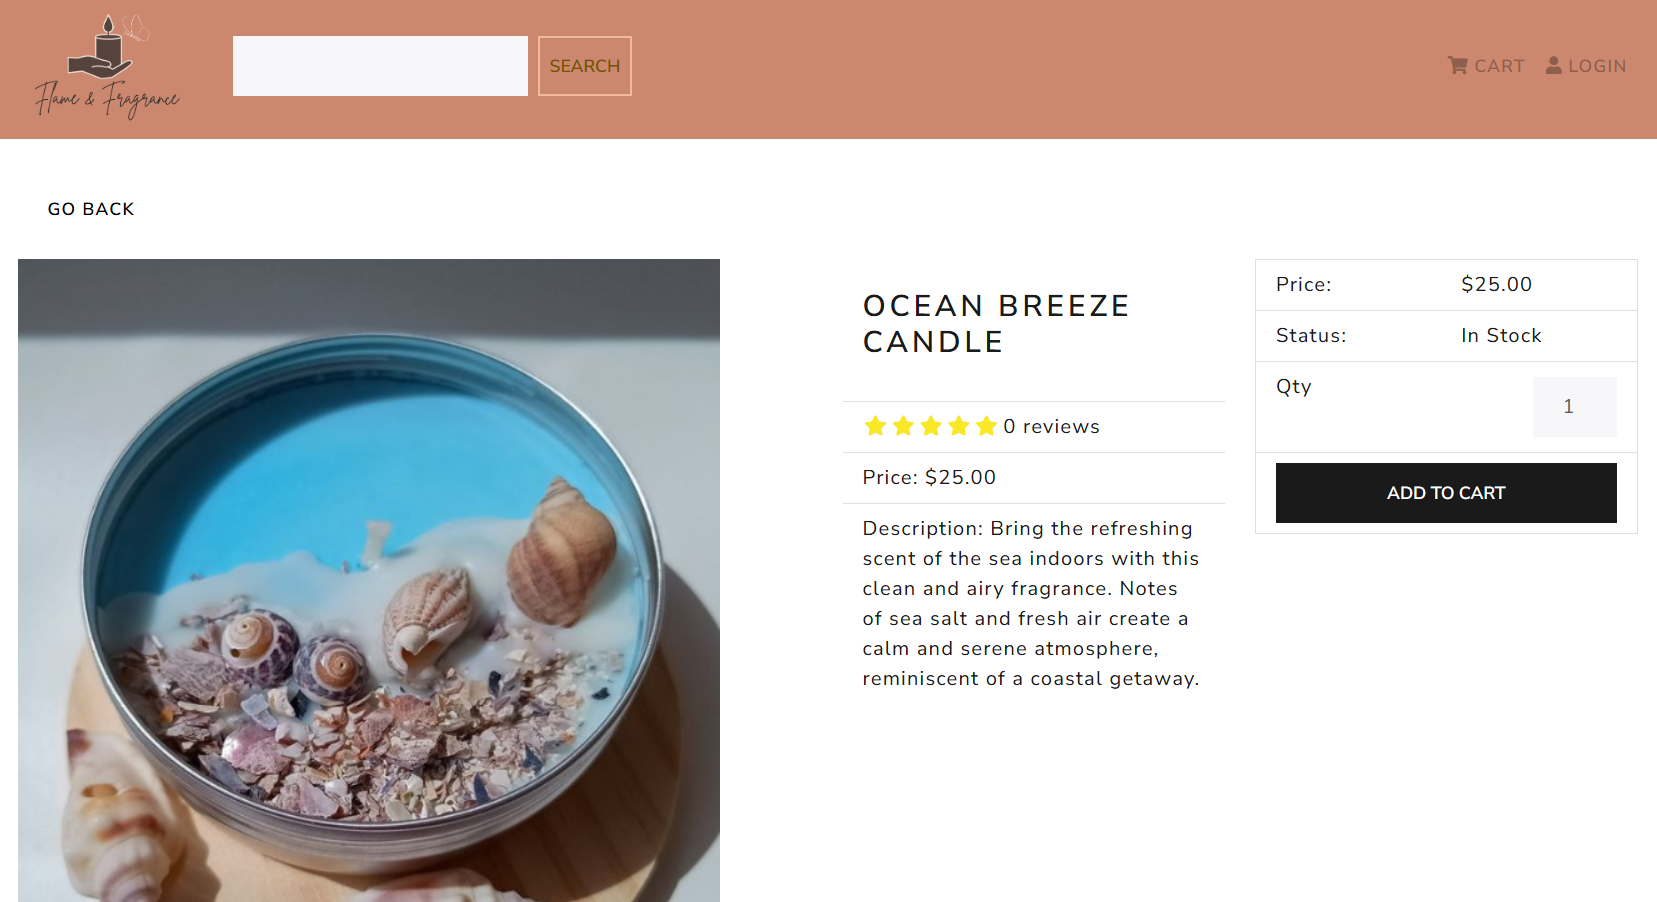 Flame & Fragrance
SEARCH
CART
LOGIN
GO BACK
OCEAN BREEZE
CANDLE
0 reviews
Price: $25.00
Description: Bring the refreshing
scent of the sea indoors with this
clean and airy fragrance. Notes
of sea salt and fresh air create a
calm and serene atmosphere,
reminiscent of a coastal getaway.
Price: $25.00
Status: In Stock
Qty 1
ADD TO CART